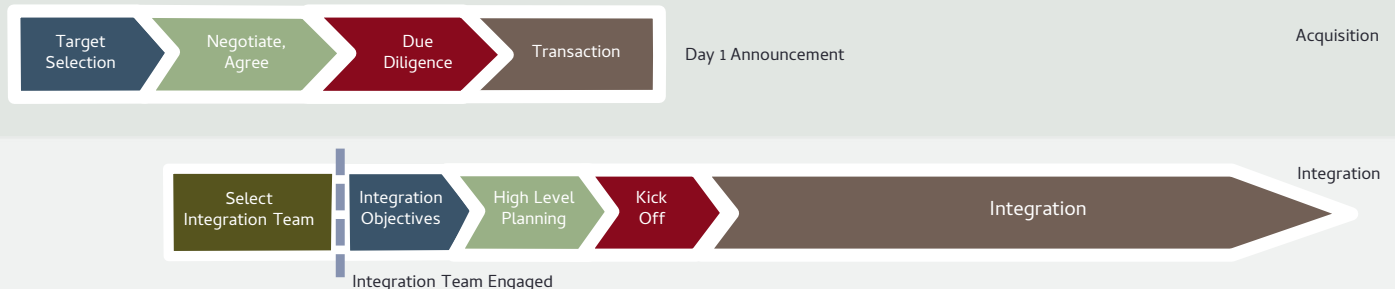 Target
Selection
Negotiate,
Agree
Due
Diligence
Transaction
Day 1 Announcement
Acquisition
Select
Integration Team
Integration
Objectives
High Level
Planning
Kick
Off
Integration
Integration
Integration Team Engaged